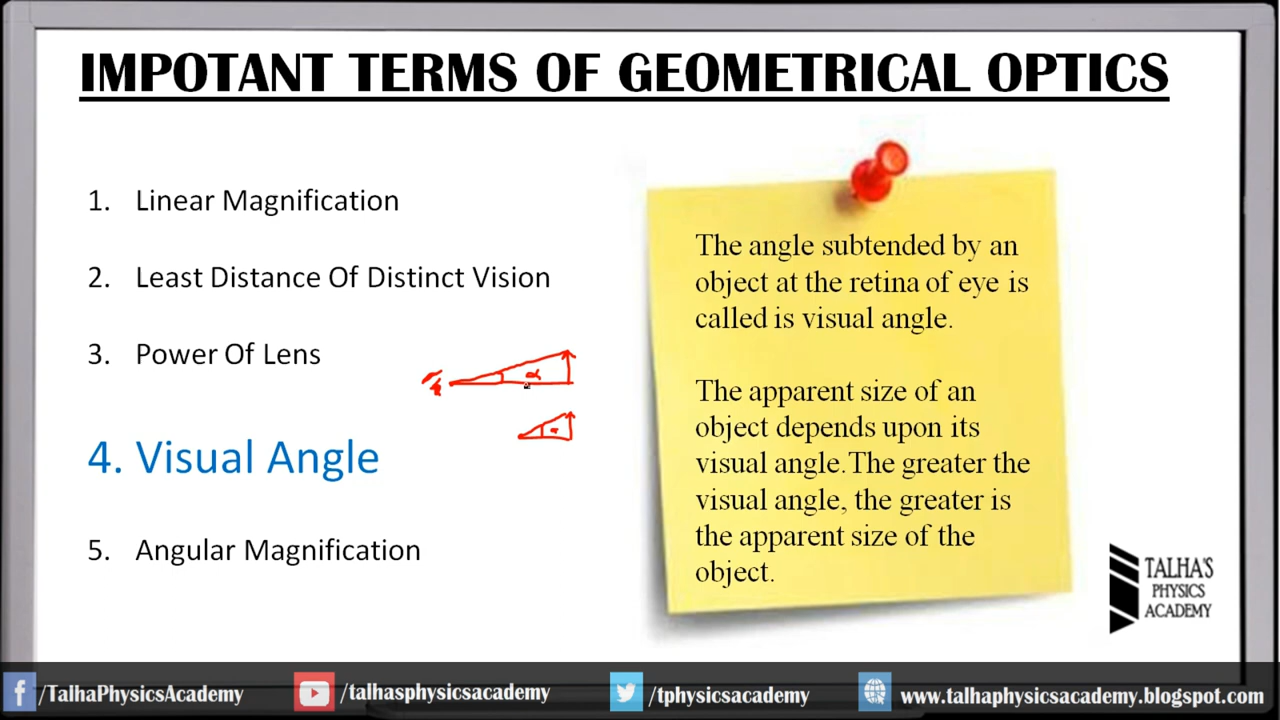 IMPOTANT TERMS OF GEOMETRICAL OPTICS
1. Linear Magnification
2. Least Distance Of Distinct Vision
3. Power Of Lens
α
4. Visual Angle
5. Angular Magnification
The angle subtended by an
object at the retina of eye is
called is visual angle.
The apparent size of an
object depends upon its
visual angle.The greater the
visual angle, the greater is
the apparent size of the
object.
TALHA'S
PHYSICS
ACADEMY
/TalhaPhysicsAcademy
/talhasphysicsacademy
/tphysicsacademy
www.talhaphysicsacademy.blogspot.com